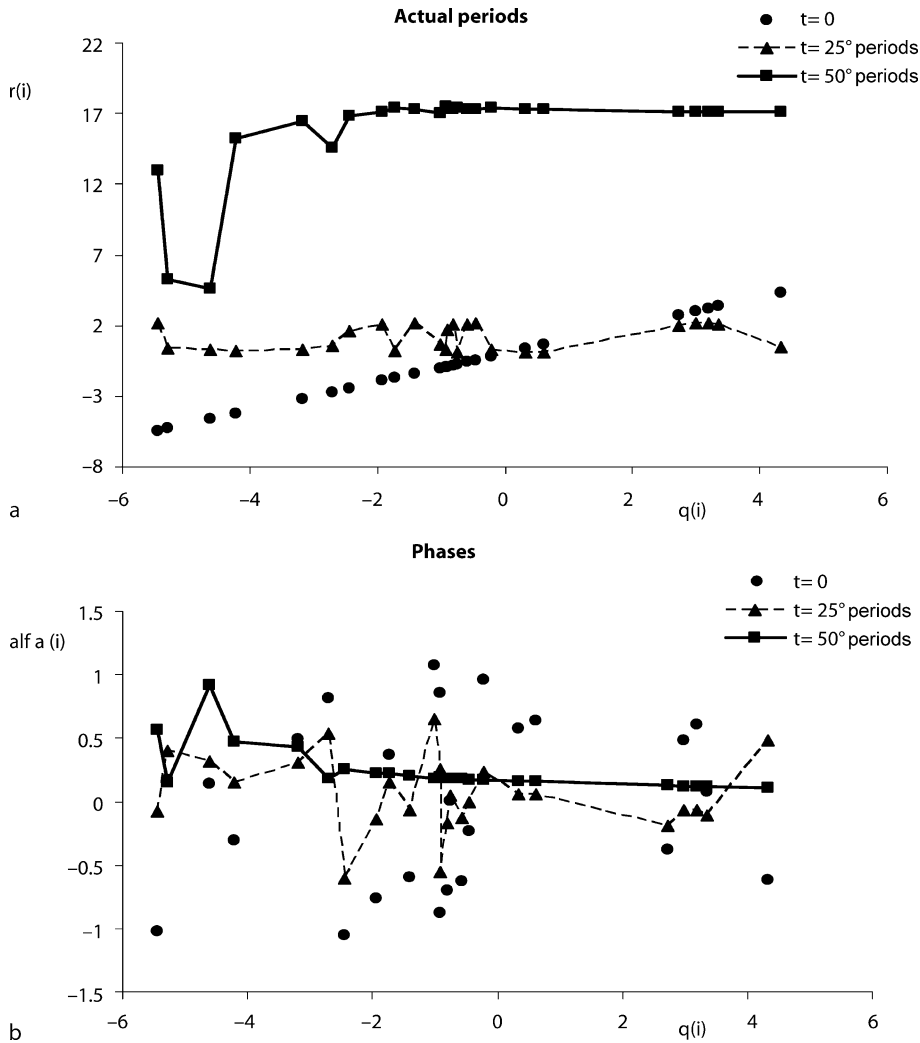 Actual periods
t= 0
t= 25° periods
t= 50° periods
r(i)
22
17
12
7
2
−3
−8
−6 −4 −2 0 2 4 6
q(i)
a
Phases
t= 0
t= 25° periods
t= 50° periods
alf a (i)
1.5
1
0.5
0
−0.5
−1
−1.5
−6 −4 −2 0 2 4 6
q(i)
b